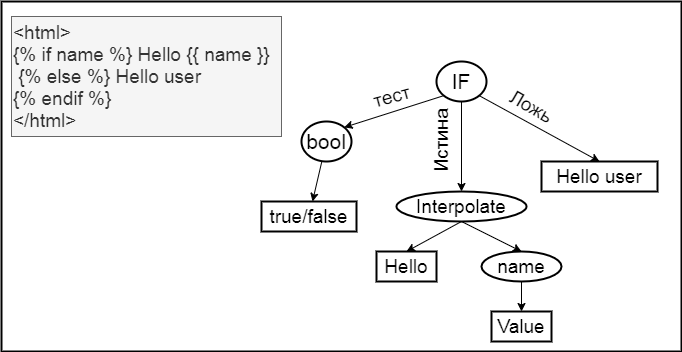 <html>
{% if name %} Hello {{ name }}
{% else %} Hello user
{% endif %}
</html>
IF
тест
Истина
Ложь
bool
Hello user
true/false
Interpolate
Hello
name
Value